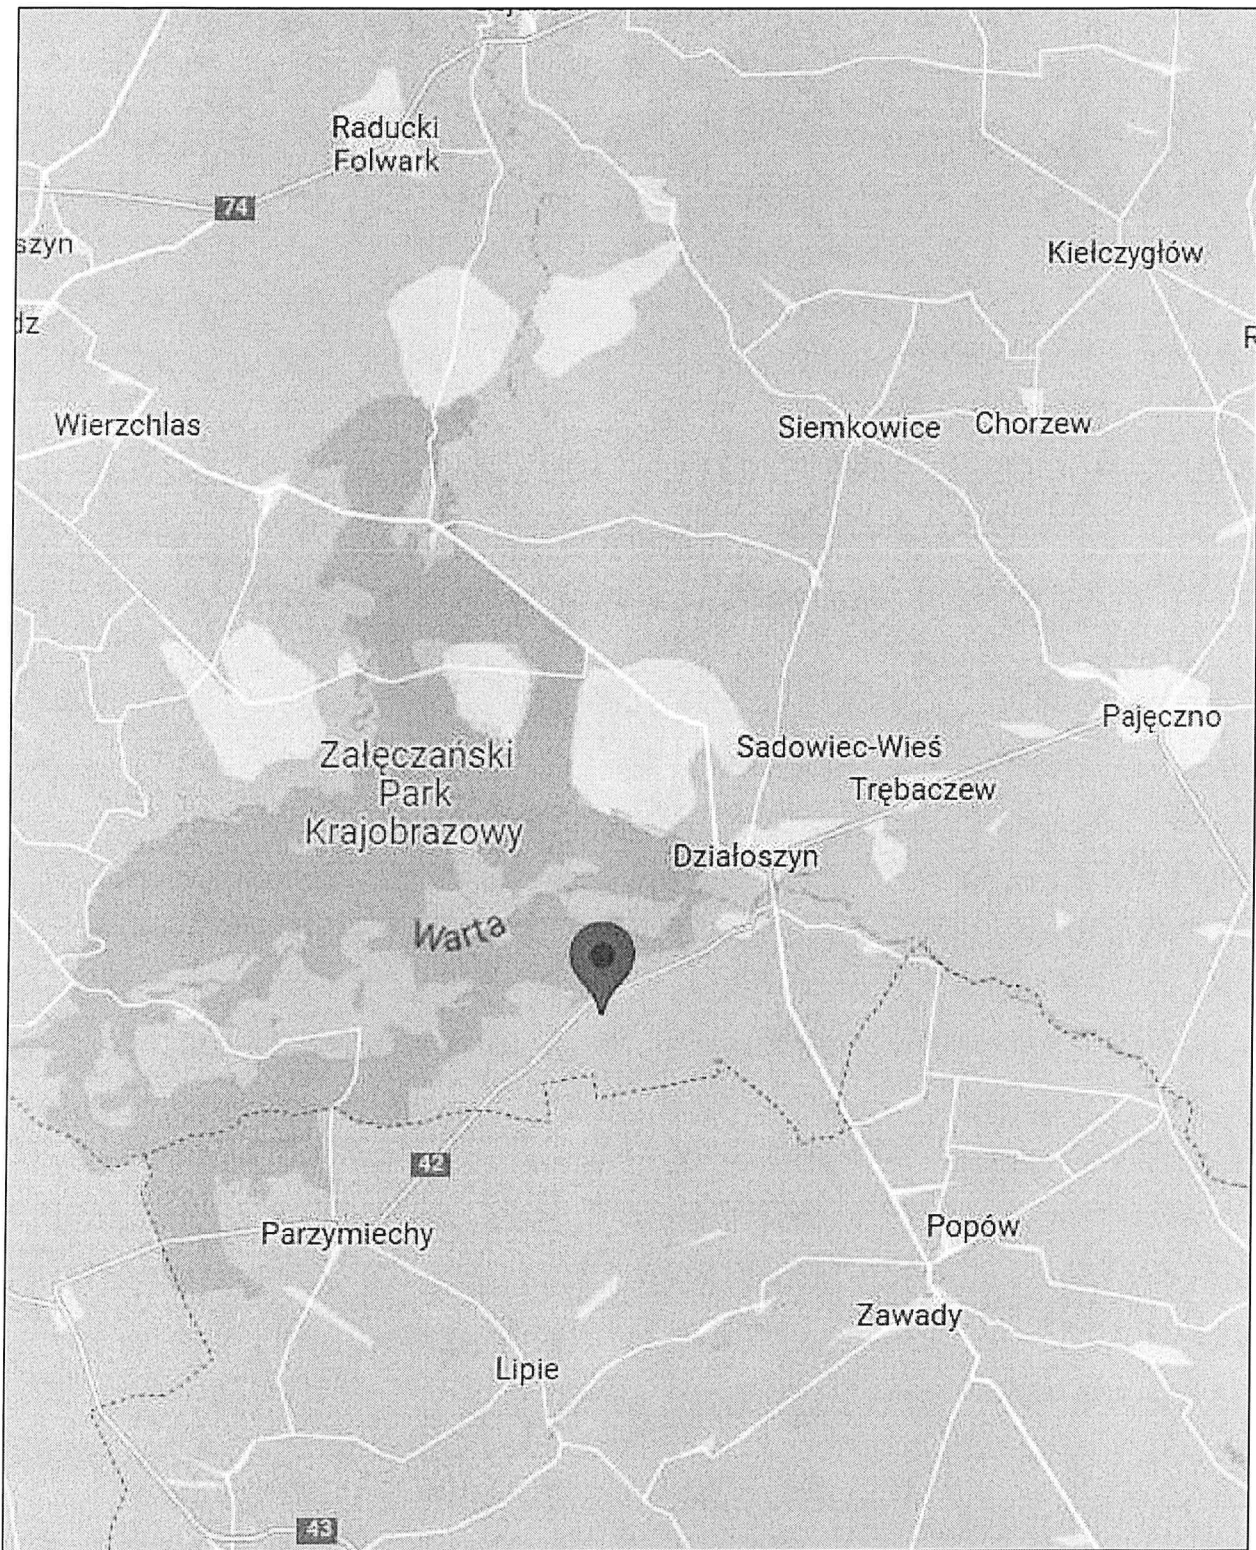 Raducki
Folwark
74
szyn
Kiełczygłów
dz
R
Wierzchlas
Siemkowice
Chorzew
Pajęczno
Załęczański
Park
Krajobrazowy
Sadowiec-Wieś
Trębaczew
Działoszyn
Warta
42
Parzymiechy
Popów
Zawady
Lipie
43